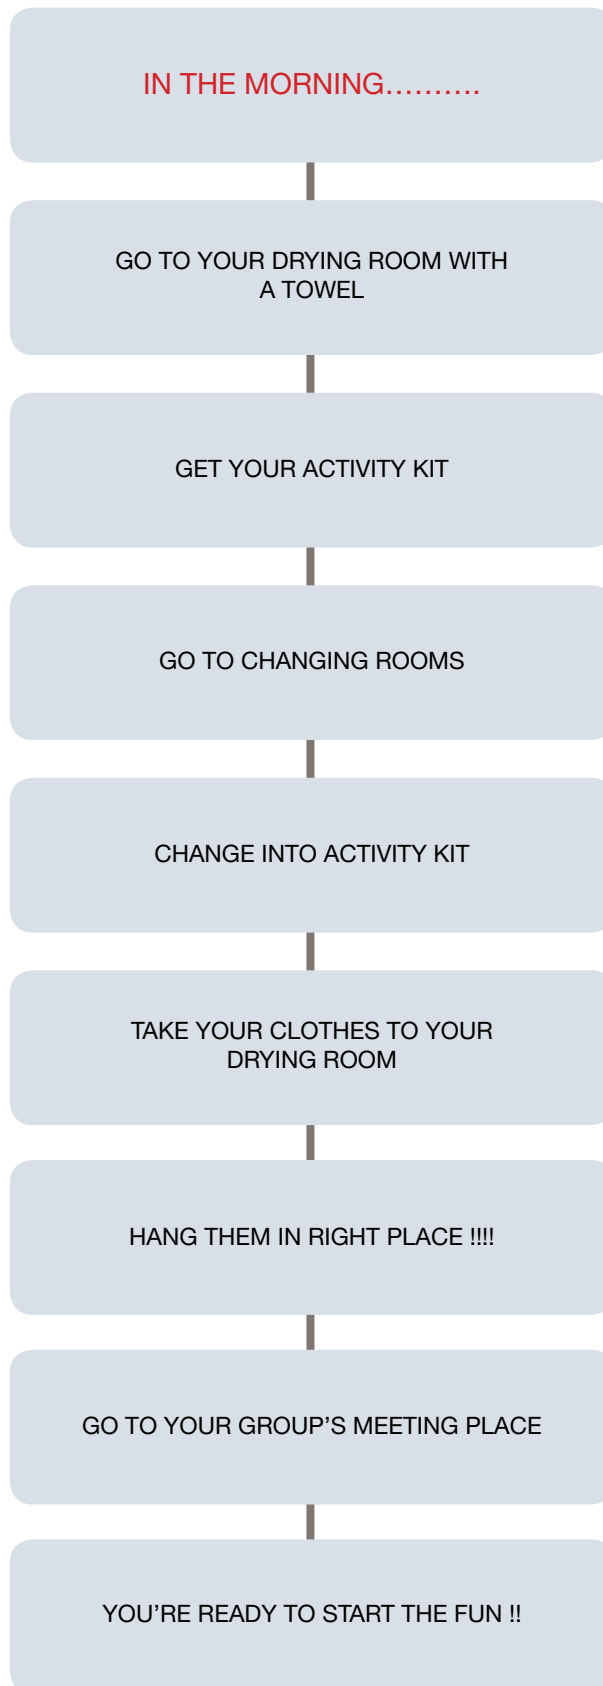 IN THE MORNING..........
GO TO YOUR DRYING ROOM WITH
A TOWEL
GET YOUR ACTIVITY KIT
GO TO CHANGING ROOMS
CHANGE INTO ACTIVITY KIT
TAKE YOUR CLOTHES TO YOUR
DRYING ROOM
HANG THEM IN RIGHT PLACE !!!!
GO TO YOUR GROUP’S MEETING PLACE
YOU’RE READY TO START THE FUN !!